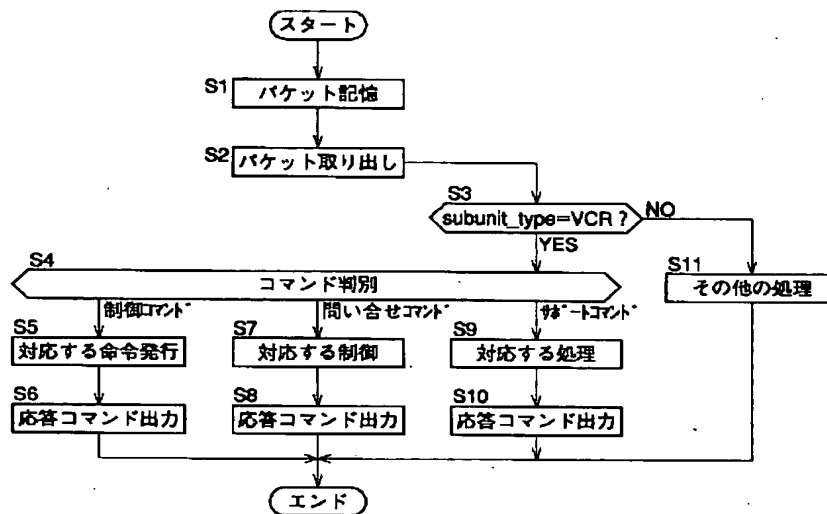 スタート
S1
パケット記憶
S2
パケット取り出し
S3
subunit_type=VCR ?
NO
YES
S4
コマンド判別
S11
その他の処理
制御コマンド
問い合せコマンド
サポートコマンド
S5
対応する命令発行
S7
対応する制御
S9
対応する処理
S6
応答コマンド出力
S8
応答コマンド出力
S10
応答コマンド出力
エンド